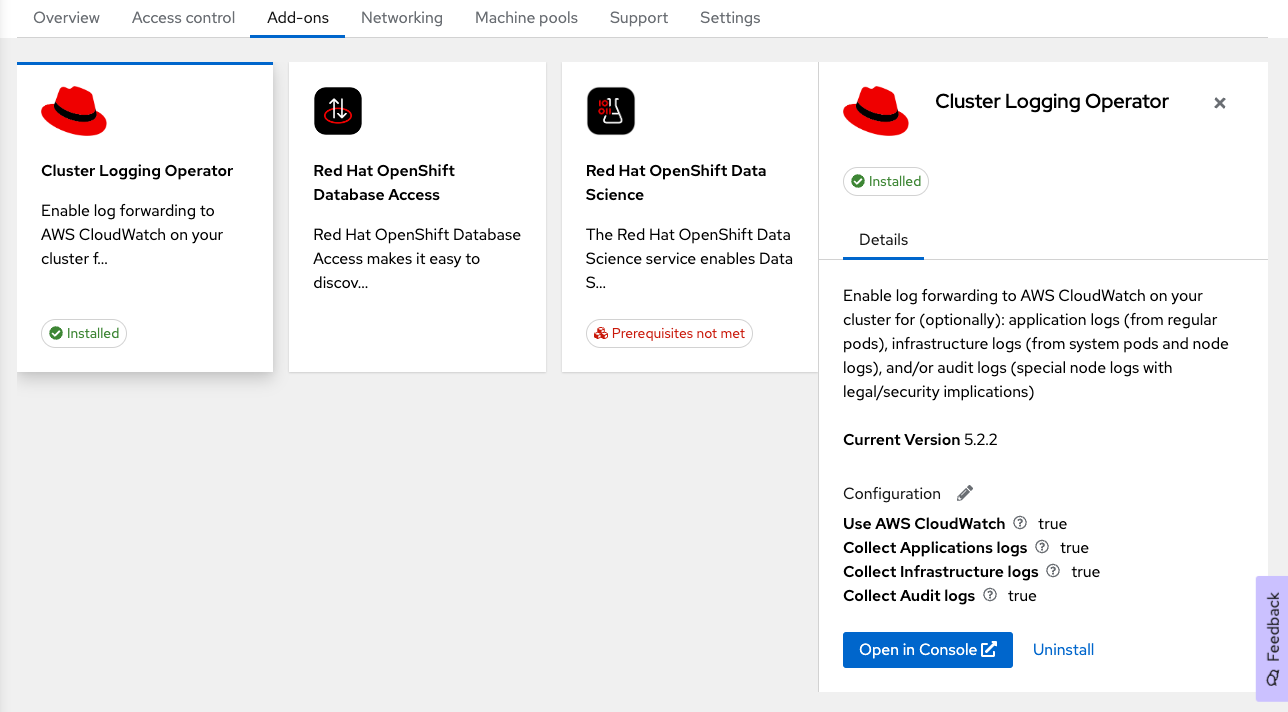 Overview Access control Add-ons Networking Machine pools Support Settings
Cluster Logging Operator
Enable log forwarding to
AWS CloudWatch on your
cluster f...
Installed
Red Hat OpenShift
Database Access
Red Hat OpenShift Database
Access makes it easy to
discov...
Red Hat OpenShift Data
Science
The Red Hat OpenShift Data
Science service enables Data
S...
Prerequisites not met
Cluster Logging Operator
Installed
Details
Enable log forwarding to AWS CloudWatch on your
cluster for (optionally): application logs (from regular
pods), infrastructure logs (from system pods and node
logs), and/or audit logs (special node logs with
legal/security implications)
Current Version 5.2.2
Configuration
Use AWS CloudWatch true
Collect Applications logs true
Collect Infrastructure logs true
Collect Audit logs true
Open in Console Uninstall
Feedback